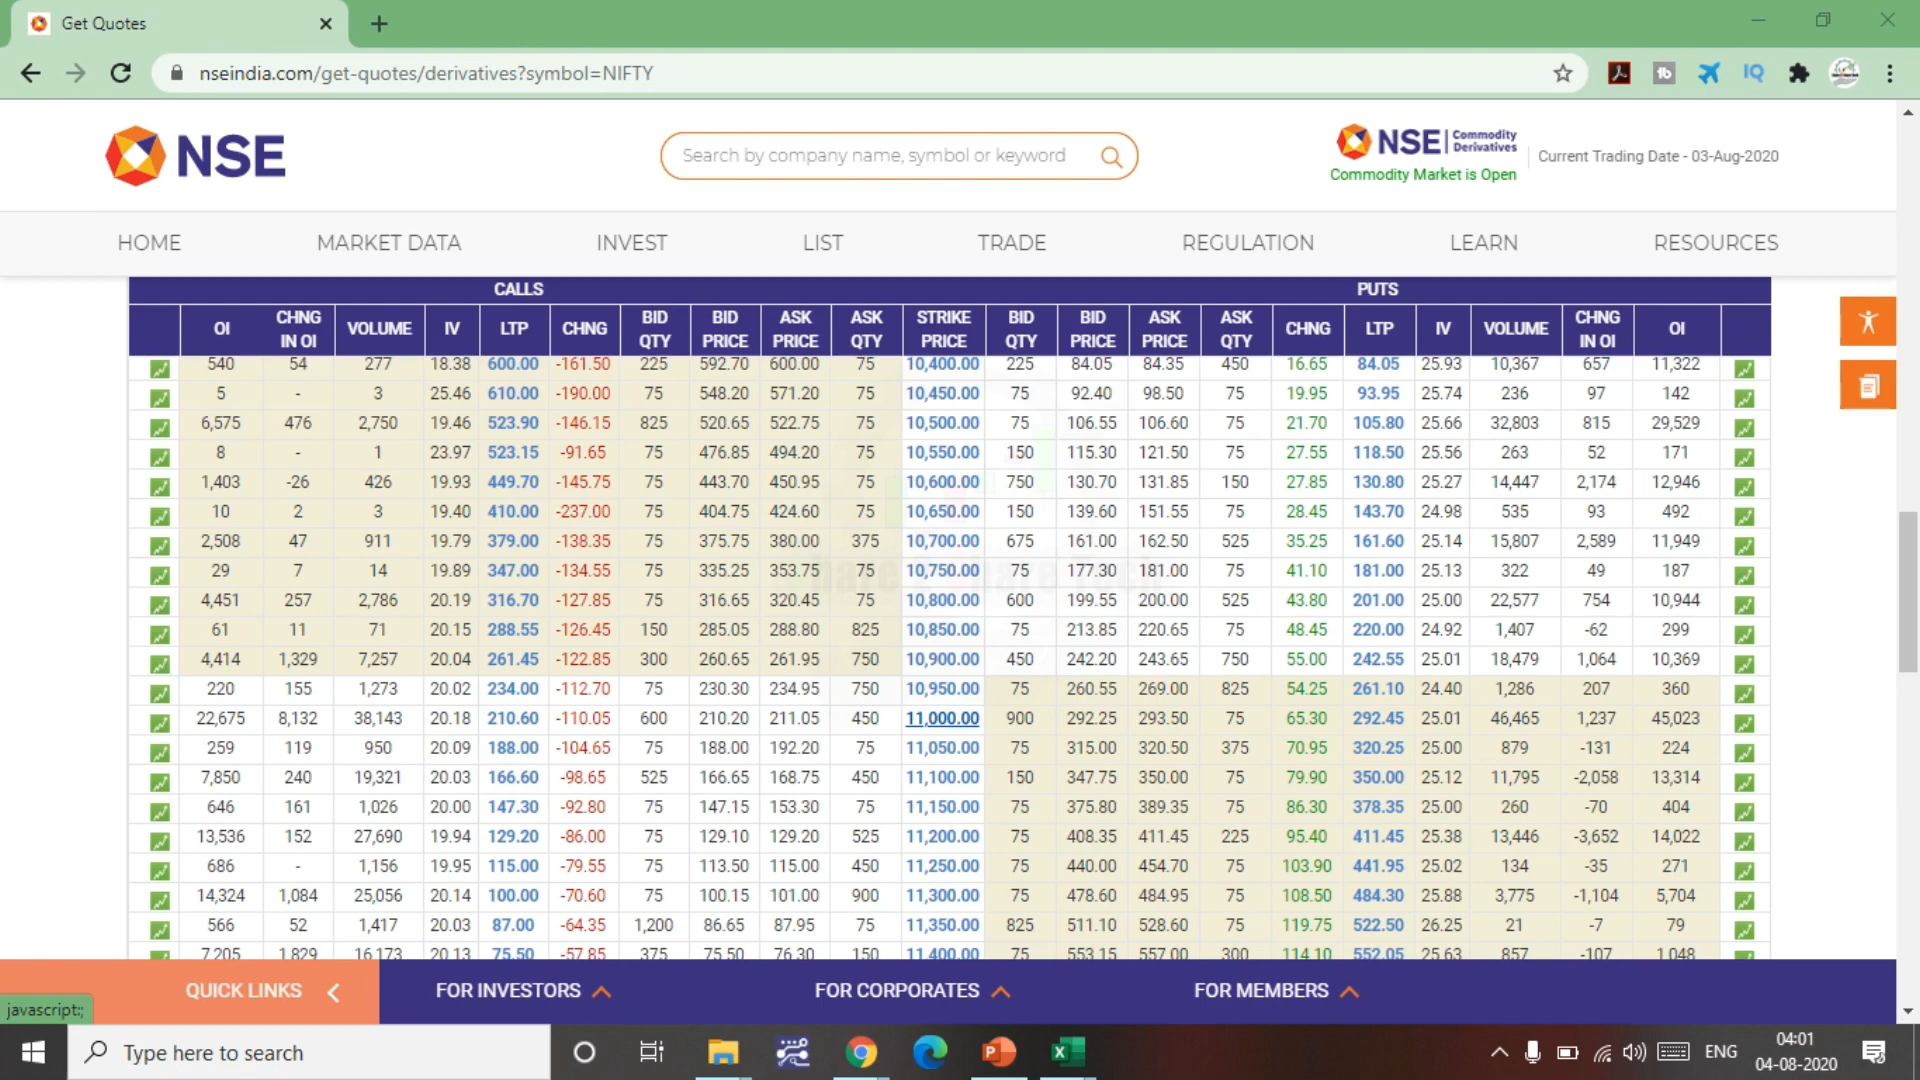 Get Quotes
nseindia.com/get-quotes/derivatives?symbol=NIFTY
IQ
NSE
Search by company name, symbol or keyword
NSE Commodity Derivatives
Commodity Market is Open
Current Trading Date - 03-Aug-2020
HOME MARKET DATA INVEST LIST TRADE REGULATION LEARN RESOURCES
CALLS PUTS
OI CHNG IN OI VOLUME IV LTP CHNG BID QTY BID PRICE ASK PRICE ASK QTY STRIKE PRICE BID QTY BID PRICE ASK PRICE ASK QTY CHNG LTP IV VOLUME CHNG IN OI OI
540 54 277 18.38 600.00 -161.50 225 592.70 600.00 75 10,400.00 225 84.05 84.35 450 16.65 84.05 25.93 10,367 657 11,322
5 - 3 25.46 610.00 -190.00 75 548.20 571.20 75 10,450.00 75 92.40 98.50 75 19.95 93.95 25.74 236 97 142
6,575 476 2,750 19.46 523.90 -146.15 825 520.65 522.75 75 10,500.00 75 106.55 106.60 75 21.70 105.80 25.66 32,803 815 29,529
8 - 1 23.97 523.15 -91.65 75 476.85 494.20 75 10,550.00 150 115.30 121.50 75 27.55 118.50 25.56 263 52 171
1,403 -26 426 19.93 449.70 -145.75 75 443.70 450.95 75 10,600.00 750 130.70 131.85 150 27.85 130.80 25.27 14,447 2,174 12,946
10 2 3 19.40 410.00 -237.00 75 404.75 424.60 75 10,650.00 150 139.60 151.55 75 28.45 143.70 24.98 535 93 492
2,508 47 911 19.79 379.00 -138.35 75 375.75 380.00 375 10,700.00 675 161.00 162.50 525 35.25 161.60 25.14 15,807 2,589 11,949
29 7 14 19.89 347.00 -134.55 75 335.25 353.75 75 10,750.00 75 177.30 181.00 75 41.10 181.00 25.13 322 49 187
4,451 257 2,786 20.19 316.70 -127.85 75 316.65 320.45 75 10,800.00 600 199.55 200.00 525 43.80 201.00 25.00 22,577 754 10,944
61 11 71 20.15 288.55 -126.45 150 285.05 288.80 825 10,850.00 75 213.85 220.65 75 48.45 220.00 24.92 1,407 -62 299
4,414 1,329 7,257 20.04 261.45 -122.85 300 260.65 261.95 750 10,900.00 450 242.20 243.65 750 55.00 242.55 25.01 18,479 1,064 10,369
220 155 1,273 20.02 234.00 -112.70 75 230.30 234.95 750 10,950.00 75 260.55 269.00 825 54.25 261.10 24.40 1,286 207 360
22,675 8,132 38,143 20.18 210.60 -110.05 600 210.20 211.05 450 11,000.00 900 292.25 293.50 75 65.30 292.45 25.01 46,465 1,237 45,023
259 119 950 20.09 188.00 -104.65 75 188.00 192.20 75 11,050.00 75 315.00 320.50 375 70.95 320.25 25.00 879 -131 224
7,850 240 19,321 20.03 166.60 -98.65 525 166.65 168.75 450 11,100.00 150 347.75 350.00 75 79.90 350.00 25.12 11,795 -2,058 13,314
646 161 1,026 20.00 147.30 -92.80 75 147.15 153.30 75 11,150.00 75 375.80 389.35 75 86.30 378.35 25.00 260 -70 404
13,536 152 27,690 19.94 129.20 -86.00 75 129.10 129.20 525 11,200.00 75 408.35 411.45 225 95.40 411.45 25.38 13,446 -3,652 14,022
686 - 1,156 19.95 115.00 -79.55 75 113.50 115.00 450 11,250.00 75 440.00 454.70 75 103.90 441.95 25.02 134 -35 271
14,324 1,084 25,056 20.14 100.00 -70.60 75 100.15 101.00 900 11,300.00 75 478.60 484.95 75 108.50 484.30 25.88 3,775 -1,104 5,704
566 52 1,417 20.03 87.00 -64.35 1,200 86.65 87.95 75 11,350.00 825 511.10 528.60 75 119.75 522.50 26.25 21 -7 79
7,205 1,829 16,173 20.13 75.50 -57.85 375 75.50 76.30 150 11,400.00 75 553.15 557.00 300 114.10 552.05 25.63 857 -107 1,048
QUICK LINKS FOR INVESTORS FOR CORPORATES FOR MEMBERS
javascript:;
Type here to search
ENG
04:01
04-08-2020